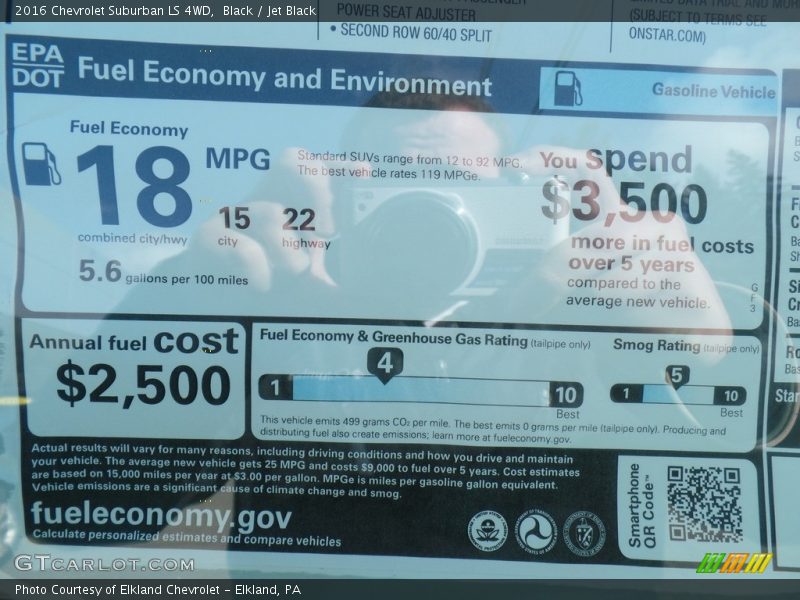 2016 Chevrolet Suburban LS 4WD, Black / Jet Black
POWER SEAT ADJUSTER
• SECOND ROW 60/40 SPLIT
(SUBJECT TO TERMS SEE
ONSTAR.COM)
EPA
DOT
Fuel Economy and Environment
Gasoline Vehicle
Fuel Economy
18 MPG
combined city/hwy
15
city
22
highway
5.6 gallons per 100 miles
Standard SUVs range from 12 to 92 MPG.
The best vehicle rates 119 MPGe.
You spend
$3,500
more in fuel costs
over 5 years
compared to the
average new vehicle.
GF3
Annual fuel cost
$2,500
Fuel Economy & Greenhouse Gas Rating (tailpipe only)
4
1
10
Best
Smog Rating (tailpipe only)
5
1
10
Best
This vehicle emits 499 grams CO₂ per mile. The best emits 0 grams per mile (tailpipe only). Producing and
distributing fuel also create emissions; learn more at fueleconomy.gov.
Actual results will vary for many reasons, including driving conditions and how you drive and maintain
your vehicle. The average new vehicle gets 25 MPG and costs $9,000 to fuel over 5 years. Cost estimates
are based on 15,000 miles per year at $3.00 per gallon. MPGe is miles per gasoline gallon equivalent.
Vehicle emissions are a significant cause of climate change and smog.
fueleconomy.gov
Calculate personalized estimates and compare vehicles
Smartphone
QR Code™
GTCarLot.com
Photo Courtesy of Elkland Chevrolet - Elkland, PA